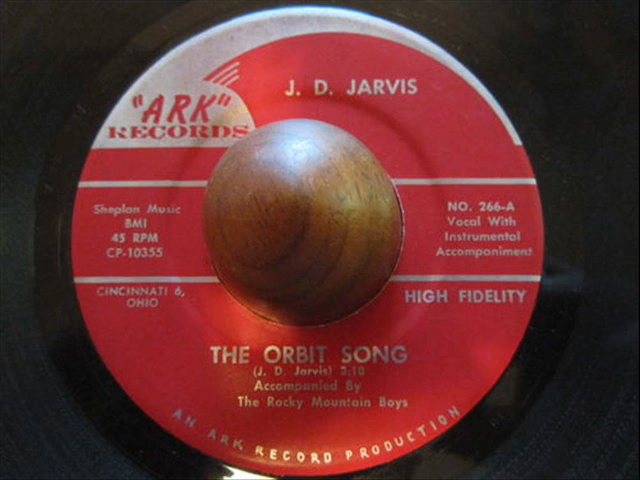 J. D. JARVIS
"ARK"
RECORDS
Sheplan Music
BMI
45 RPM
CP-10355
NO. 266-A
Vocal With
Instrumental
Accompaniment
CINCINNATI 6,
OHIO
HIGH FIDELITY
THE ORBIT SONG
(J. D. Jarvis) 2:10
Accompanied By
The Rocky Mountain Boys
AN ARK RECORD PRODUCTION